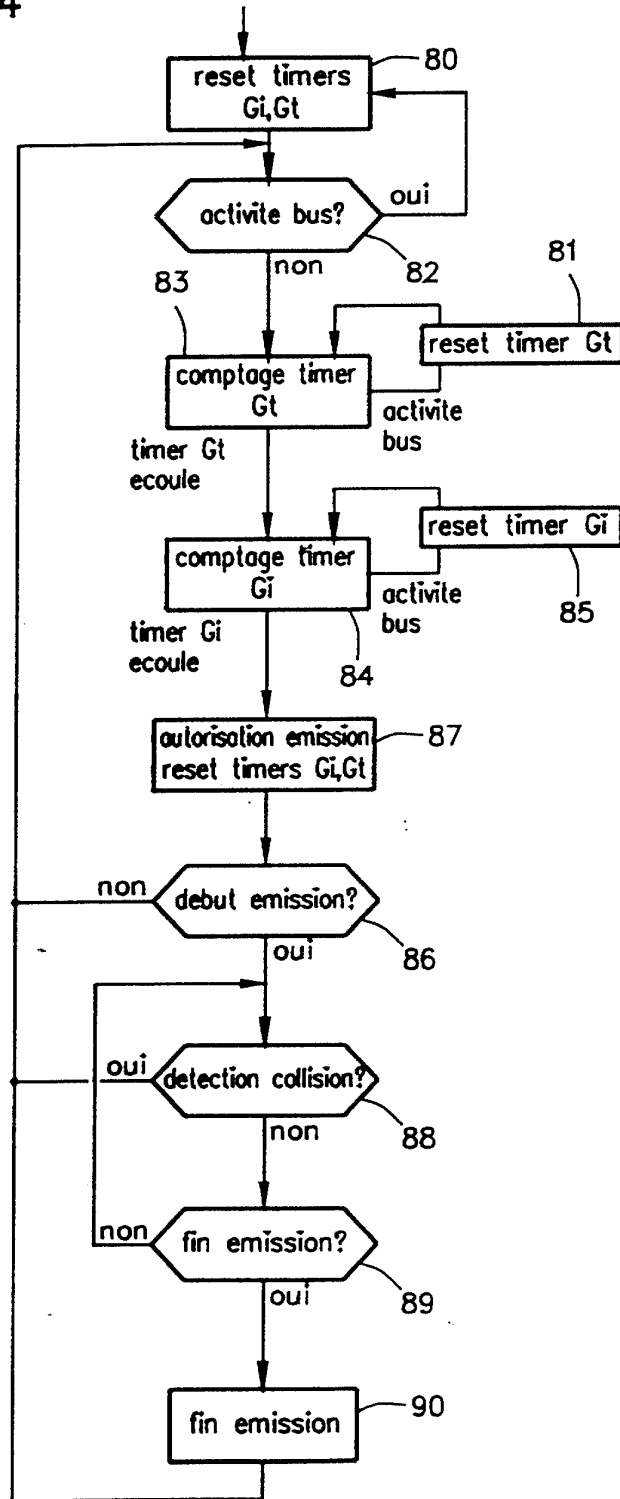 4
reset timers
Gi,Gt
80
activite bus?
oui
82
non
83
81
reset timer Gt
comptage timer
Gt
activite
bus
timer Gt
ecoule
reset timer Gi
comptage timer
Gi
activite
bus
85
timer Gi
ecoule
84
autorisation emission
reset timers Gi,Gt
87
non
debut emission?
86
oui
oui
detection collision?
88
non
non
fin emission?
89
oui
fin emission
90